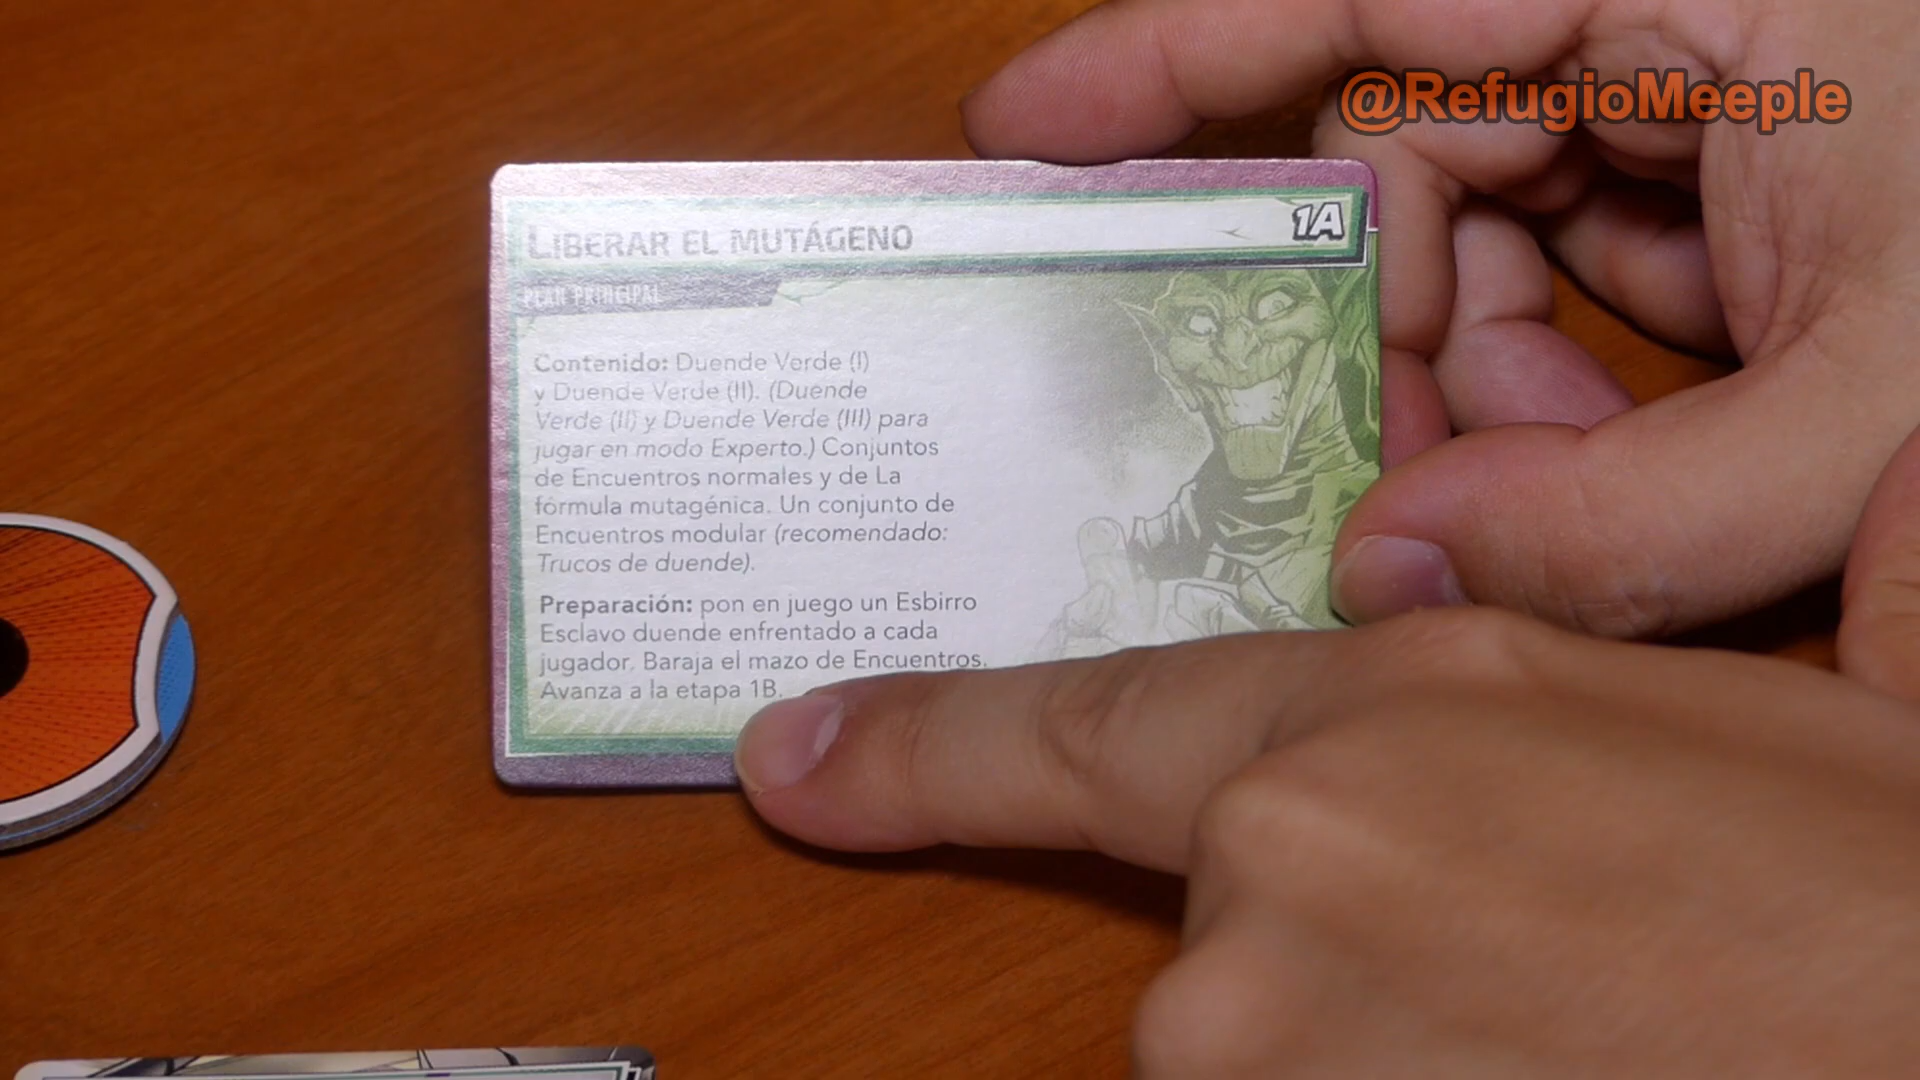 @RefugioMeeple
LIBERAR EL MUTÁGENO
1A
PLAN PRINCIPAL
Contenido: Duende Verde (I)
y Duende Verde (II). (Duende
Verde (II) y Duende Verde (III) para
jugar en modo Experto.) Conjuntos
de Encuentros normales y de La
fórmula mutagénica. Un conjunto de
Encuentros modular (recomendado:
Trucos de duende).
Preparación: pon en juego un Esbirro
Esclavo duende enfrentado a cada
jugador. Baraja el mazo de Encuentros.
Avanza a la etapa 1B.